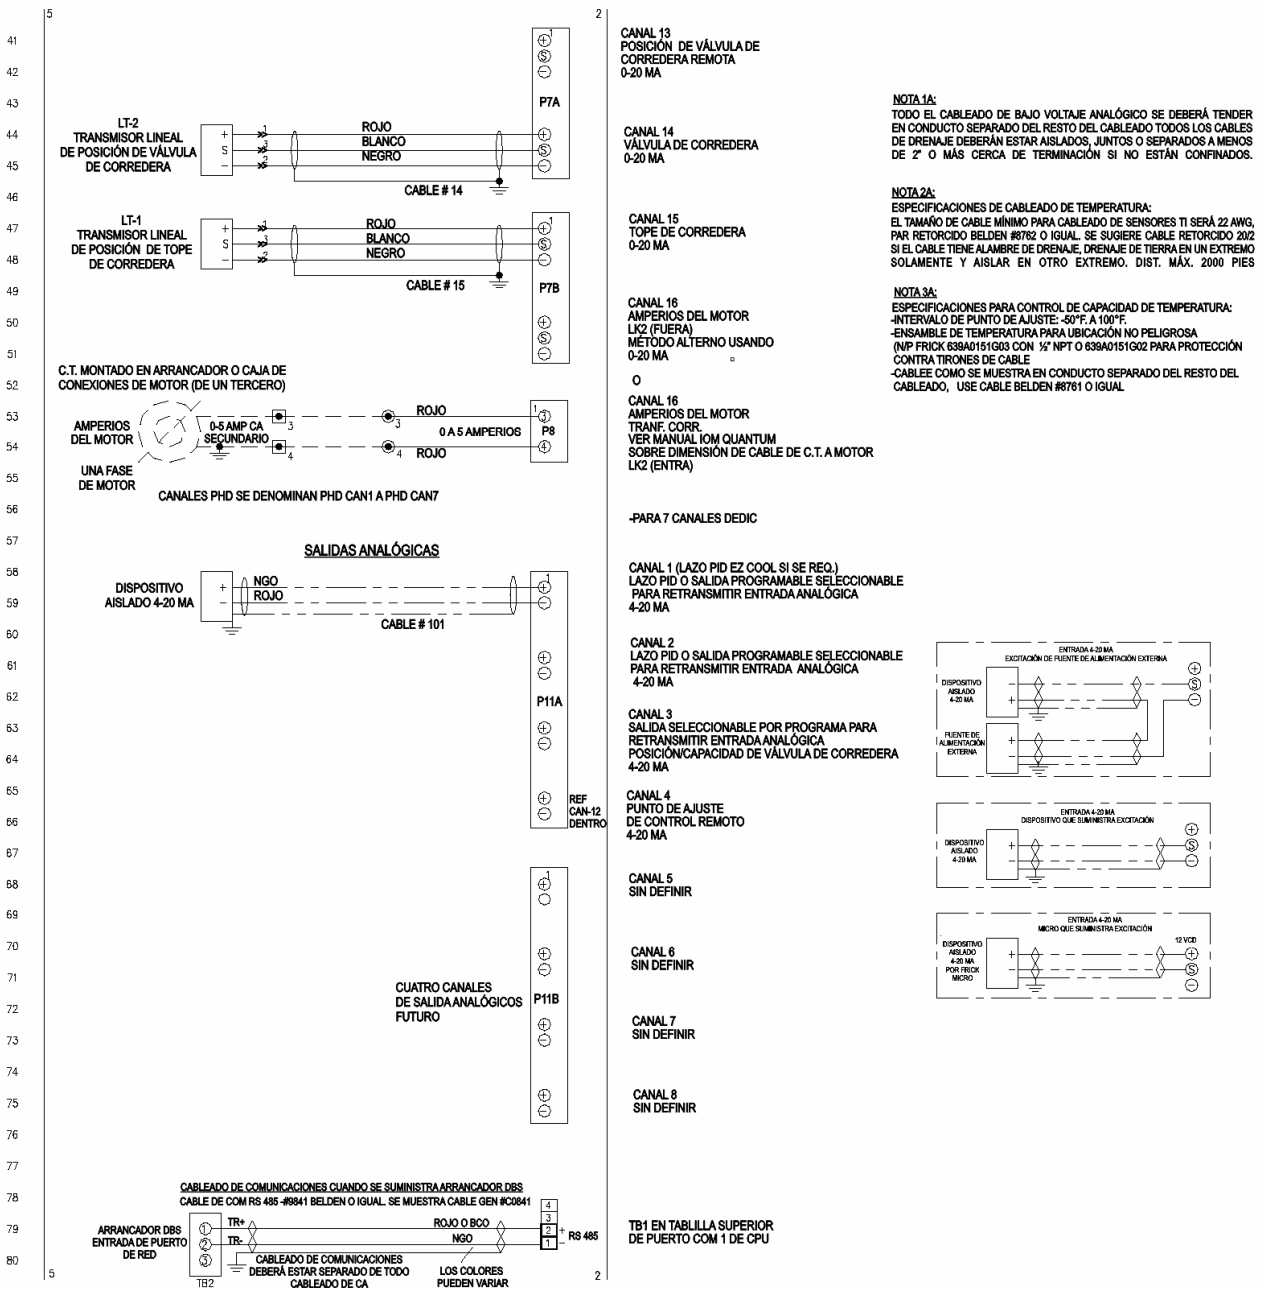 5
2
41
42
43
44
45
46
47
48
49
50
51
52
53
54
55
56
57
58
59
60
61
62
63
64
65
66
67
68
69
70
71
72
73
74
75
76
77
78
79
80
1
+
S
−
P7A
+
S
−
LT-2
TRANSMISOR LINEAL
DE POSICIÓN DE VÁLVULA
DE CORREDERA
+
S
−
1
3
2
ROJO
BLANCO
NEGRO
CABLE # 14
LT-1
TRANSMISOR LINEAL
DE POSICIÓN DE TOPE
DE CORREDERA
+
S
−
1
3
2
ROJO
BLANCO
NEGRO
CABLE # 15
1
+
S
−
P7B
+
S
−
C.T. MONTADO EN ARRANCADOR O CAJA DE
CONEXIONES DE MOTOR (DE UN TERCERO)
AMPERIOS
DEL MOTOR
0-5 AMP CA
SECUNDARIO
3
4
3
4
ROJO
0 A 5 AMPERIOS
ROJO
1
3
P8
4
UNA FASE
DE MOTOR
CANALES PHD SE DENOMINAN PHD CAN1 A PHD CAN7
SALIDAS ANALÓGICAS
DISPOSITIVO
AISLADO 4-20 MA
+
−
NGO
ROJO
CABLE # 101
1
+
−
+
−
P11A
+
−
+
−
REF
CAN-12
DENTRO
1
+
+
−
CUATRO CANALES
DE SALIDA ANALÓGICOS
FUTURO
P11B
+
−
+
−
CABLEADO DE COMUNICACIONES CUANDO SE SUMINISTRA ARRANCADOR DBS
CABLE DE COM RS 485 -#9841 BELDEN O IGUAL. SE MUESTRA CABLE GEN #C0841
ARRANCADOR DBS
ENTRADA DE PUERTO
DE RED
1
2
3
TB2
TR+
TR-
ROJO O BCO
NGO
4
3
2
1
+
−
RS 485
CABLEADO DE COMUNICACIONES
DEBERÁ ESTAR SEPARADO DE TODO
CABLEADO DE CA
LOS COLORES
PUEDEN VARIAR
5
2
CANAL 13
POSICIÓN DE VÁLVULA DE
CORREDERA REMOTA
0-20 MA
CANAL 14
VÁLVULA DE CORREDERA
0-20 MA
CANAL 15
TOPE DE CORREDERA
0-20 MA
CANAL 16
AMPERIOS DEL MOTOR
LK2 (FUERA)
MÉTODO ALTERNO USANDO
0-20 MA
O
CANAL 16
AMPERIOS DEL MOTOR
TRANF. CORR.
VER MANUAL IOM QUANTUM
SOBRE DIMENSIÓN DE CABLE DE C.T. A MOTOR
LK2 (ENTRA)
-PARA 7 CANALES DEDIC
CANAL 1 (LAZO PID EZ COOL SI SE REQ.)
LAZO PID O SALIDA PROGRAMABLE SELECCIONABLE
PARA RETRANSMITIR ENTRADA ANALÓGICA
4-20 MA
CANAL 2
LAZO PID O SALIDA PROGRAMABLE SELECCIONABLE
PARA RETRANSMITIR ENTRADA ANALÓGICA
4-20 MA
CANAL 3
SALIDA SELECCIONABLE POR PROGRAMA PARA
RETRANSMITIR ENTRADA ANALÓGICA
POSICIÓN/CAPACIDAD DE VÁLVULA DE CORREDERA
4-20 MA
CANAL 4
PUNTO DE AJUSTE
DE CONTROL REMOTO
4-20 MA
CANAL 5
SIN DEFINIR
CANAL 6
SIN DEFINIR
CANAL 7
SIN DEFINIR
CANAL 8
SIN DEFINIR
TB1 EN TABLILLA SUPERIOR
DE PUERTO COM 1 DE CPU
NOTA 1A:
TODO EL CABLEADO DE BAJO VOLTAJE ANALÓGICO SE DEBERÁ TENDER
EN CONDUCTO SEPARADO DEL RESTO DEL CABLEADO TODOS LOS CABLES
DE DRENAJE DEBERÁN ESTAR AISLADOS, JUNTOS O SEPARADOS A MENOS
DE 2" O MÁS CERCA DE TERMINACIÓN SI NO ESTÁN CONFINADOS.
NOTA 2A:
ESPECIFICACIONES DE CABLEADO DE TEMPERATURA:
EL TAMAÑO DE CABLE MÍNIMO PARA CABLEADO DE SENSORES TI SERÁ 22 AWG,
PAR RETORCIDO BELDEN #8762 O IGUAL. SE SUGIERE CABLE RETORCIDO 20/2
SI EL CABLE TIENE ALAMBRE DE DRENAJE, DRENAJE DE TIERRA EN UN EXTREMO
SOLAMENTE Y AISLAR EN OTRO EXTREMO. DIST. MÁX. 2000 PIES
NOTA 3A:
ESPECIFICACIONES PARA CONTROL DE CAPACIDAD DE TEMPERATURA:
-INTERVALO DE PUNTO DE AJUSTE: -50°F. A 100°F.
-ENSAMBLE DE TEMPERATURA PARA UBICACIÓN NO PELIGROSA
(N/P FRICK 639A0151G03 CON ½" NPT O 639A0151G02 PARA PROTECCIÓN
CONTRA TIRONES DE CABLE
-CABLEE COMO SE MUESTRA EN CONDUCTO SEPARADO DEL RESTO DEL
CABLEADO, USE CABLE BELDEN #8761 O IGUAL
ENTRADA 4-20 MA
EXCITACIÓN DE FUENTE DE ALIMENTACIÓN EXTERNA
DISPOSITIVO
AISLADO
4-20 MA
−
+
+
S
−
FUENTE DE
ALIMENTACIÓN
EXTERNA
+
−
ENTRADA 4-20 MA
DISPOSITIVO QUE SUMINISTRA EXCITACIÓN
DISPOSITIVO
AISLADO
4-20 MA
+
−
+
S
−
ENTRADA 4-20 MA
MICRO QUE SUMINISTRA EXCITACIÓN
DISPOSITIVO
AISLADO
4-20 MA
POR FRICK
MICRO
+
−
12 VCD
+
S
−